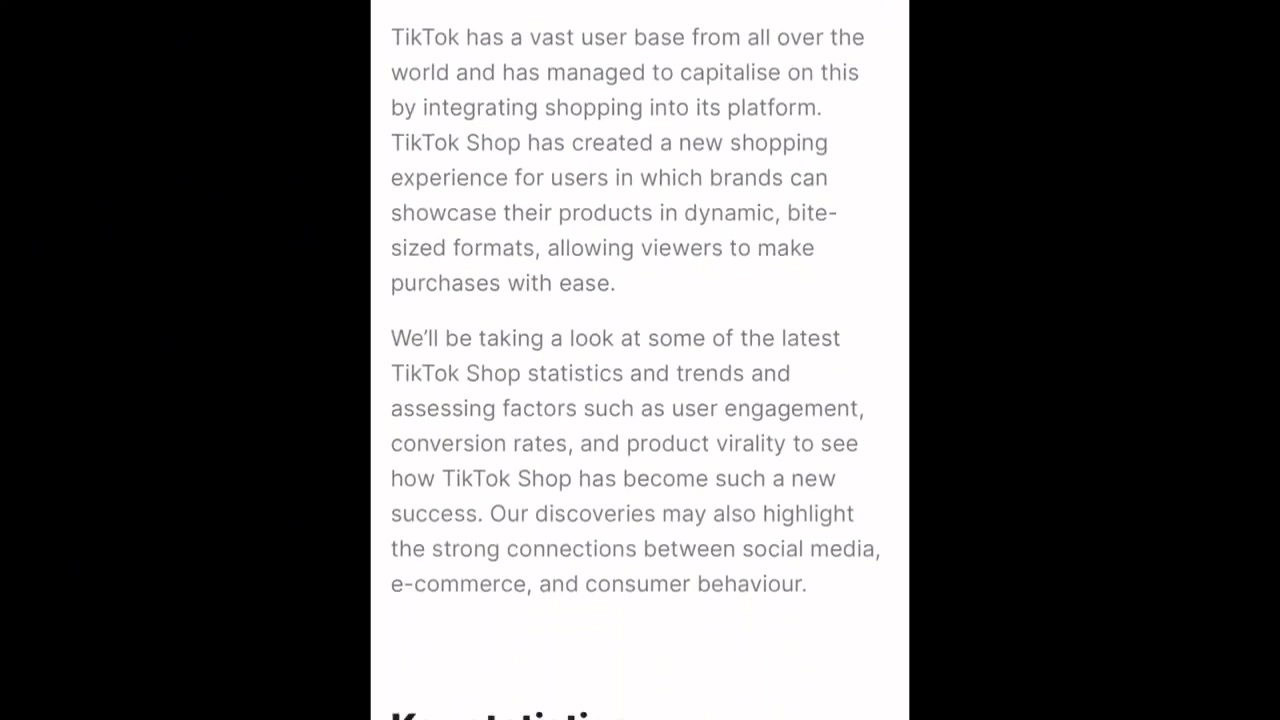 TikTok has a vast user base from all over the
world and has managed to capitalise on this
by integrating shopping into its platform.
TikTok Shop has created a new shopping
experience for users in which brands can
showcase their products in dynamic, bite-
sized formats, allowing viewers to make
purchases with ease.
We'll be taking a look at some of the latest
TikTok Shop statistics and trends and
assessing factors such as user engagement,
conversion rates, and product virality to see
how TikTok Shop has become such a new
success. Our discoveries may also highlight
the strong connections between social media,
e-commerce, and consumer behaviour.